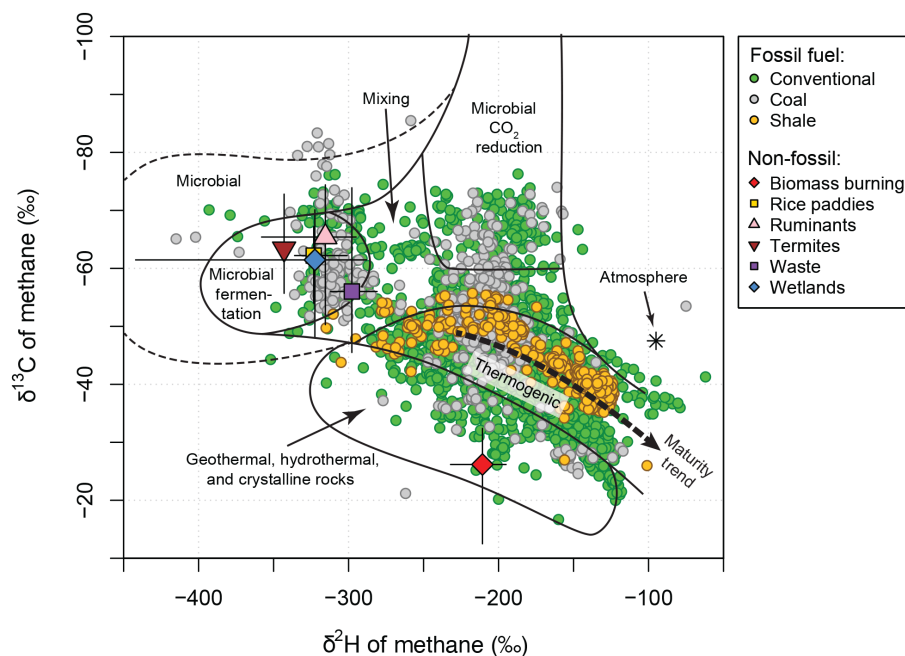 −100
−80
−60
−40
−20
δ¹³C of methane (‰)
−400
−300
−200
−100
δ²H of methane (‰)
Mixing
Microbial
CO₂
reduction
Microbial
Microbial
fermen-
tation
Atmosphere
Thermogenic
Maturity
trend
Geothermal, hydrothermal,
and crystalline rocks
Fossil fuel:
Conventional
Coal
Shale
Non-fossil:
Biomass burning
Rice paddies
Ruminants
Termites
Waste
Wetlands